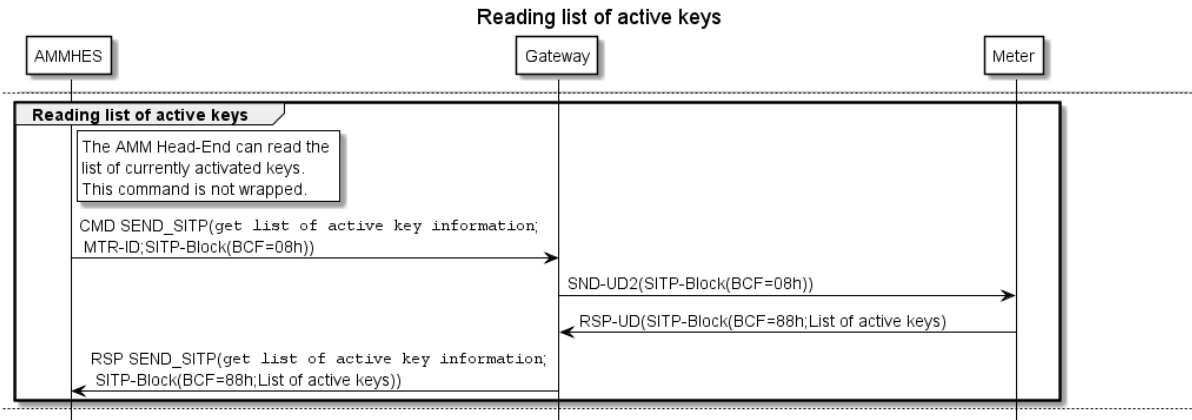 Reading list of active keys
AMMHES
Gateway
Meter
Reading list of active keys
The AMM Head-End can read the
list of currently activated keys.
This command is not wrapped.
CMD SEND_SITP(get list of active key information;
MTR-ID;SITP-Block(BCF=08h))
SND-UD2(SITP-Block(BCF=08h))
RSP-UD(SITP-Block(BCF=88h;List of active keys)
RSP SEND_SITP(get list of active key information;
SITP-Block(BCF=88h;List of active keys))